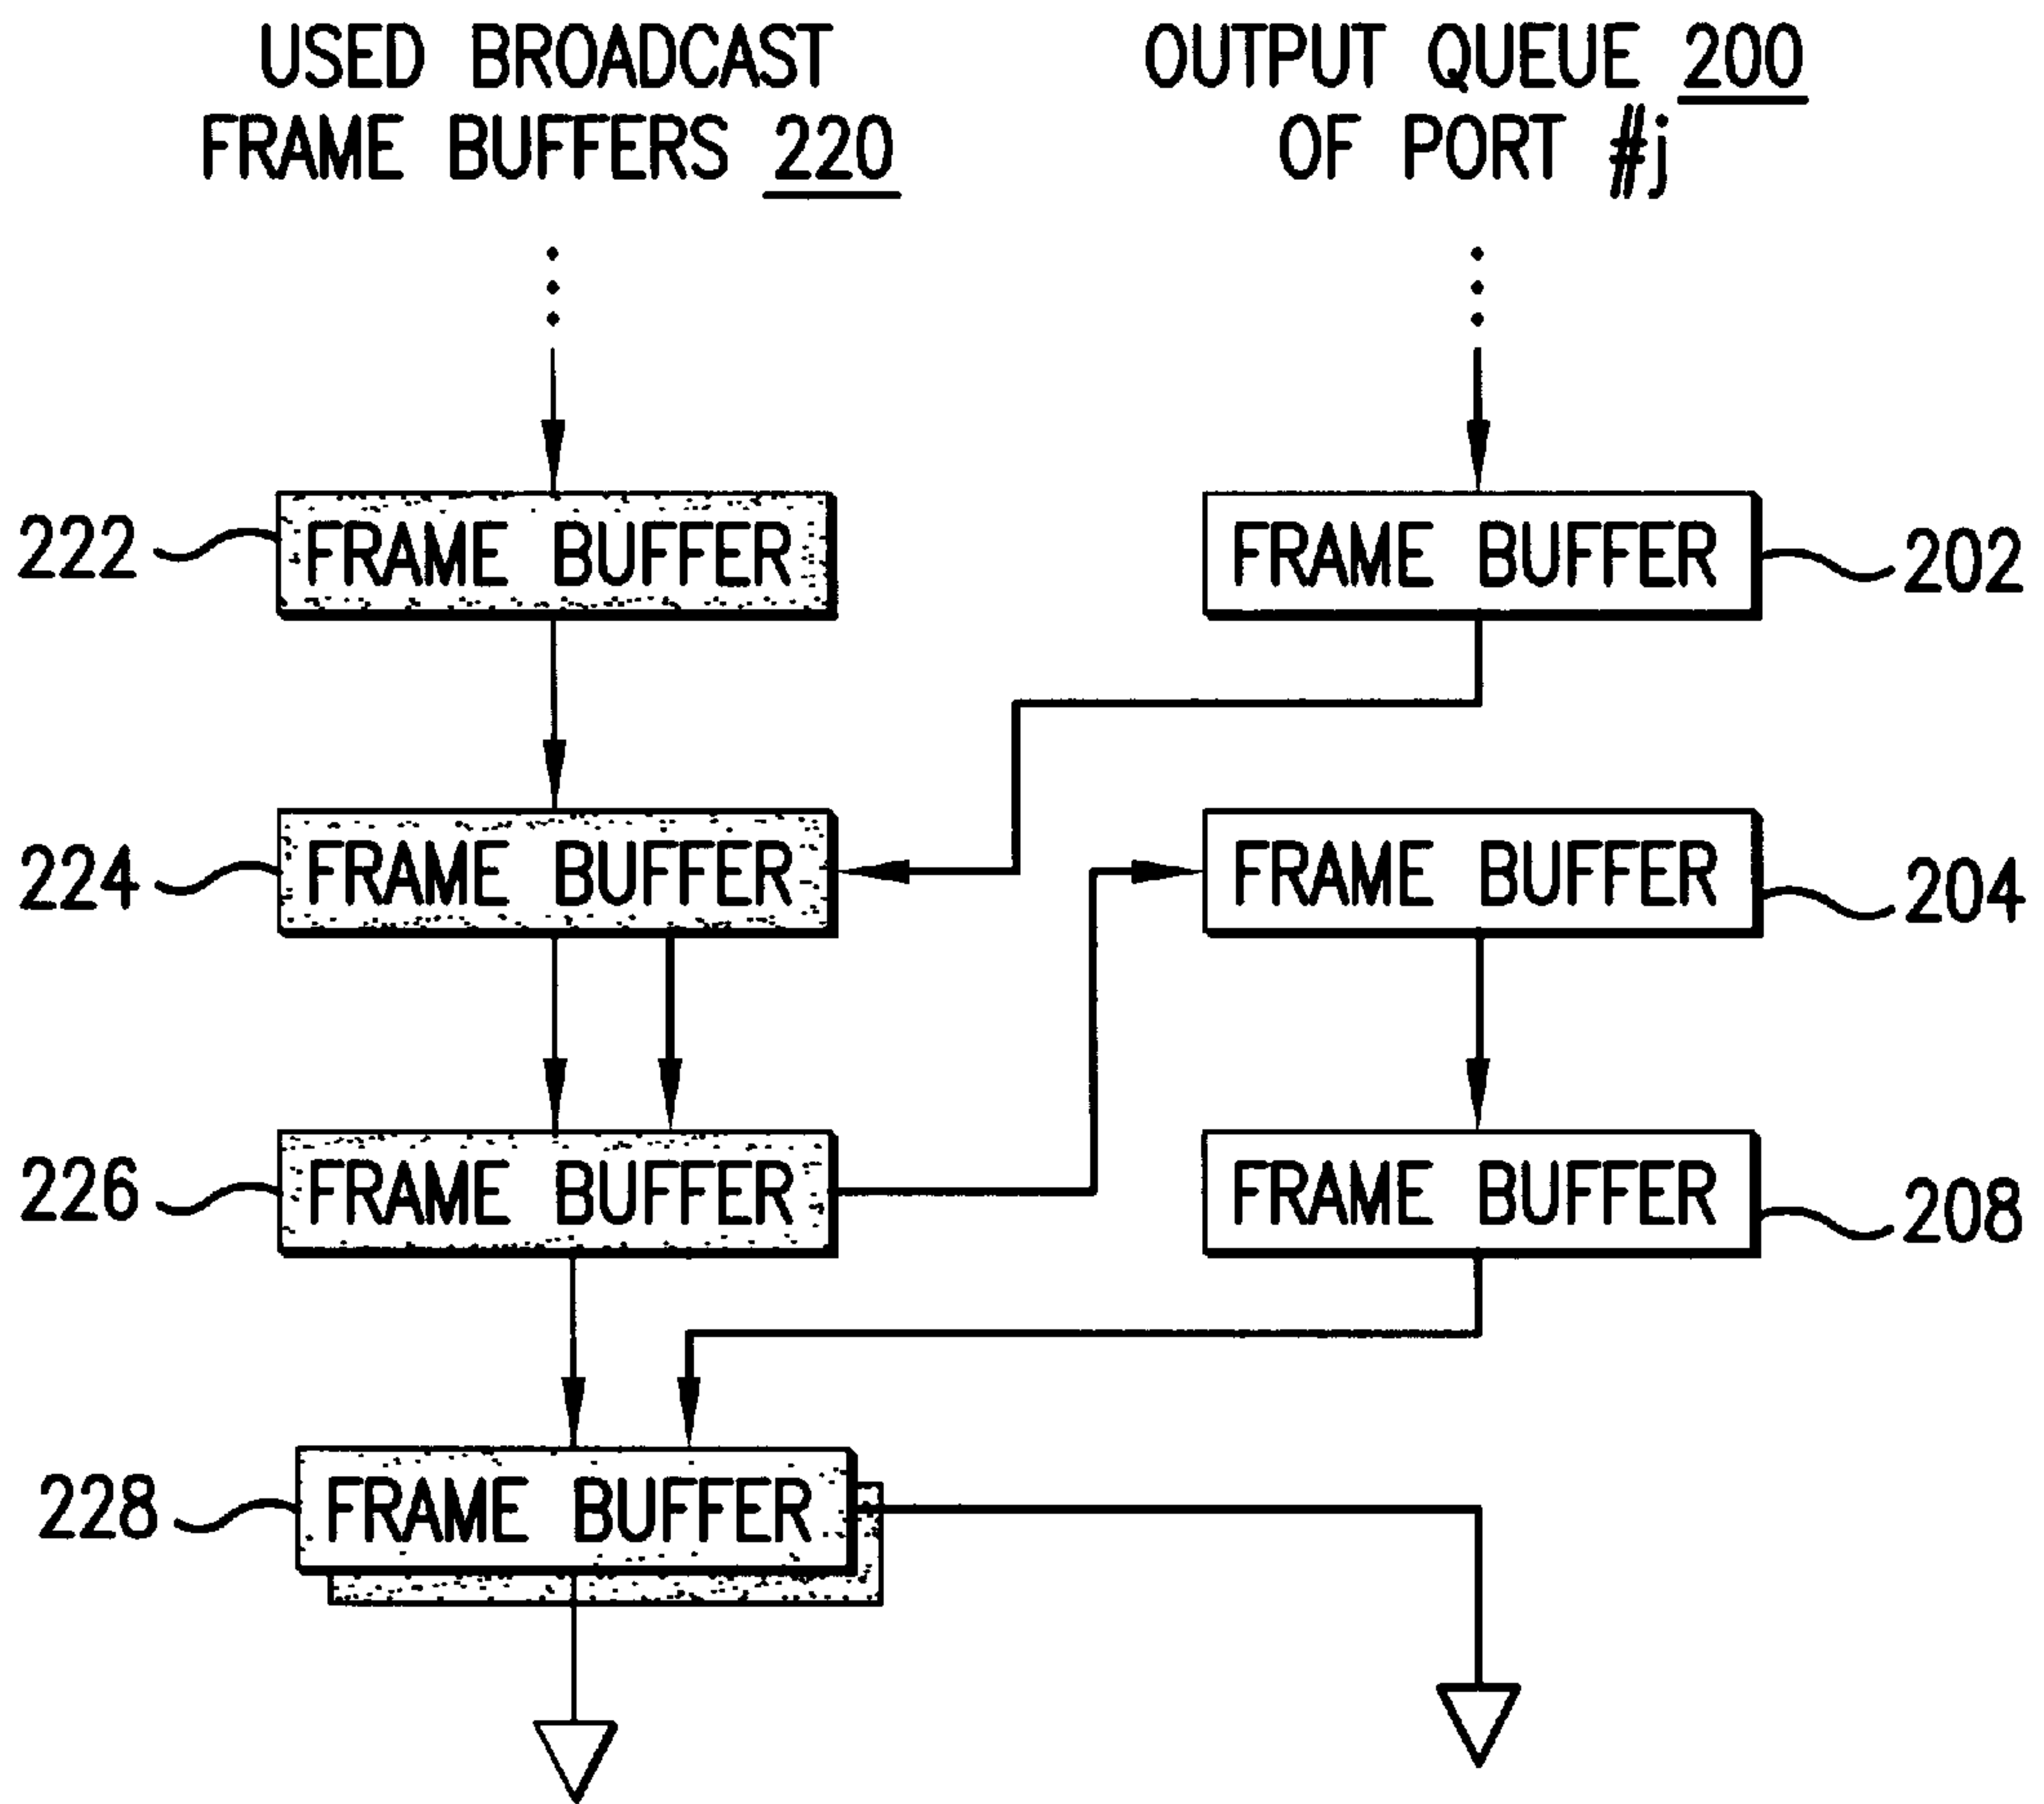 USED BROADCAST
FRAME BUFFERS 220
OUTPUT QUEUE 200
OF PORT #j
222
FRAME BUFFER
FRAME BUFFER
202
224
FRAME BUFFER
FRAME BUFFER
204
226
FRAME BUFFER
FRAME BUFFER
208
228
FRAME BUFFER